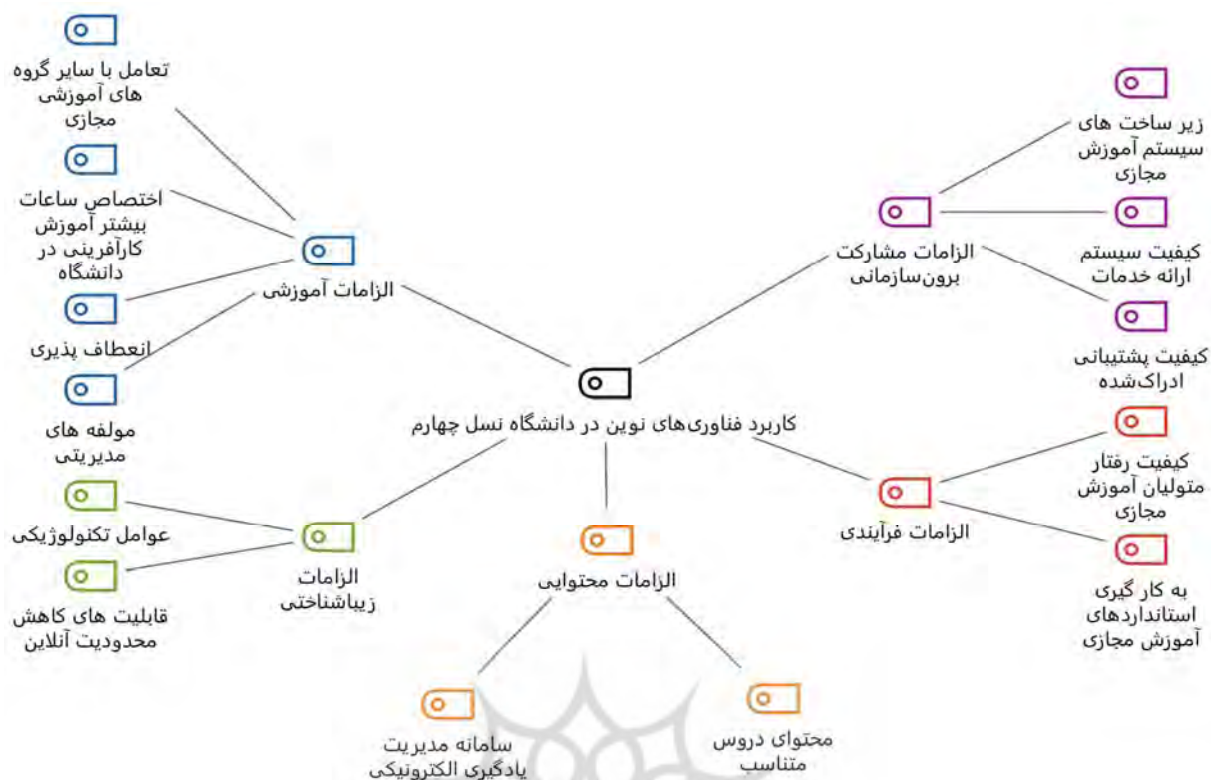 تعامل با سایر گروه
های آموزشی
مجازی
اختصاص ساعات
بیشتر آموزش
کارآفرینی در
دانشگاه
انعطاف پذیری
مولفه های
مدیریتی
الزامات آموزشی
زیر ساخت های
سیستم آموزش
مجازی
کیفیت سیستم
ارائه خدمات
کیفیت پشتیبانی
ادراک‌شده
الزامات مشارکت
برون‌سازمانی
کاربرد فناوری‌های نوین در دانشگاه نسل چهارم
کیفیت رفتار
متولیان آموزش
مجازی
به کار گیری
استانداردهای
آموزش مجازی
الزامات فرآیندی
عوامل تکنولوژیکی
قابلیت های کاهش
محدودیت آنلاین
الزامات
زیباشناختی
الزامات محتوایی
محتوای دروس
متناسب
سامانه مدیریت
یادگیری الکترونیکی